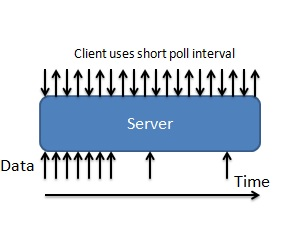 Client uses short poll interval
Server
Data
Time